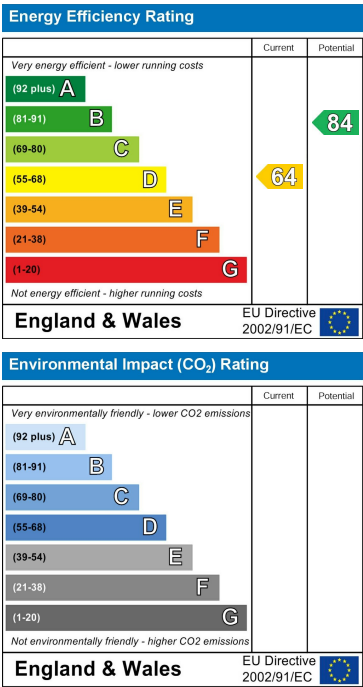 Energy Efficiency Rating
Current Potential
Very energy efficient - lower running costs
(92 plus) A
(81-91) B
(69-80) C
(55-68) D
(39-54) E
(21-38) F
(1-20) G
64
84
Not energy efficient - higher running costs
England & Wales
EU Directive
2002/91/EC
Environmental Impact (CO₂) Rating
Current Potential
Very environmentally friendly - lower CO2 emissions
(92 plus) A
(81-91) B
(69-80) C
(55-68) D
(39-54) E
(21-38) F
(1-20) G
Not environmentally friendly - higher CO2 emissions
England & Wales
EU Directive
2002/91/EC